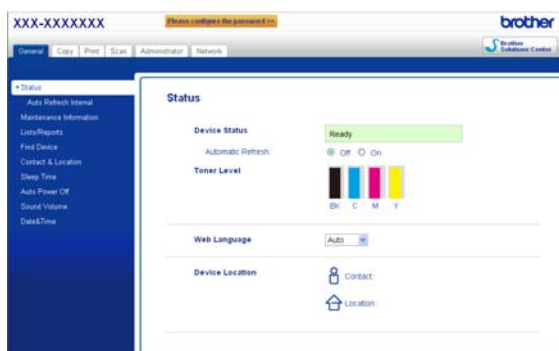 XXX-XXXXXXX
Please configure the password >>
brother
General Copy Print Scan Administrator Network
Brother
Solutions Center
Status
Auto Refresh Interval
Maintenance Information
Lists/Reports
Find Device
Contact & Location
Sleep Time
Auto Power Off
Sound Volume
Date&Time
Status
Device Status Ready
Automatic Refresh Off On
Toner Level
BK C M Y
Web Language Auto
Device Location Contact :
Location :